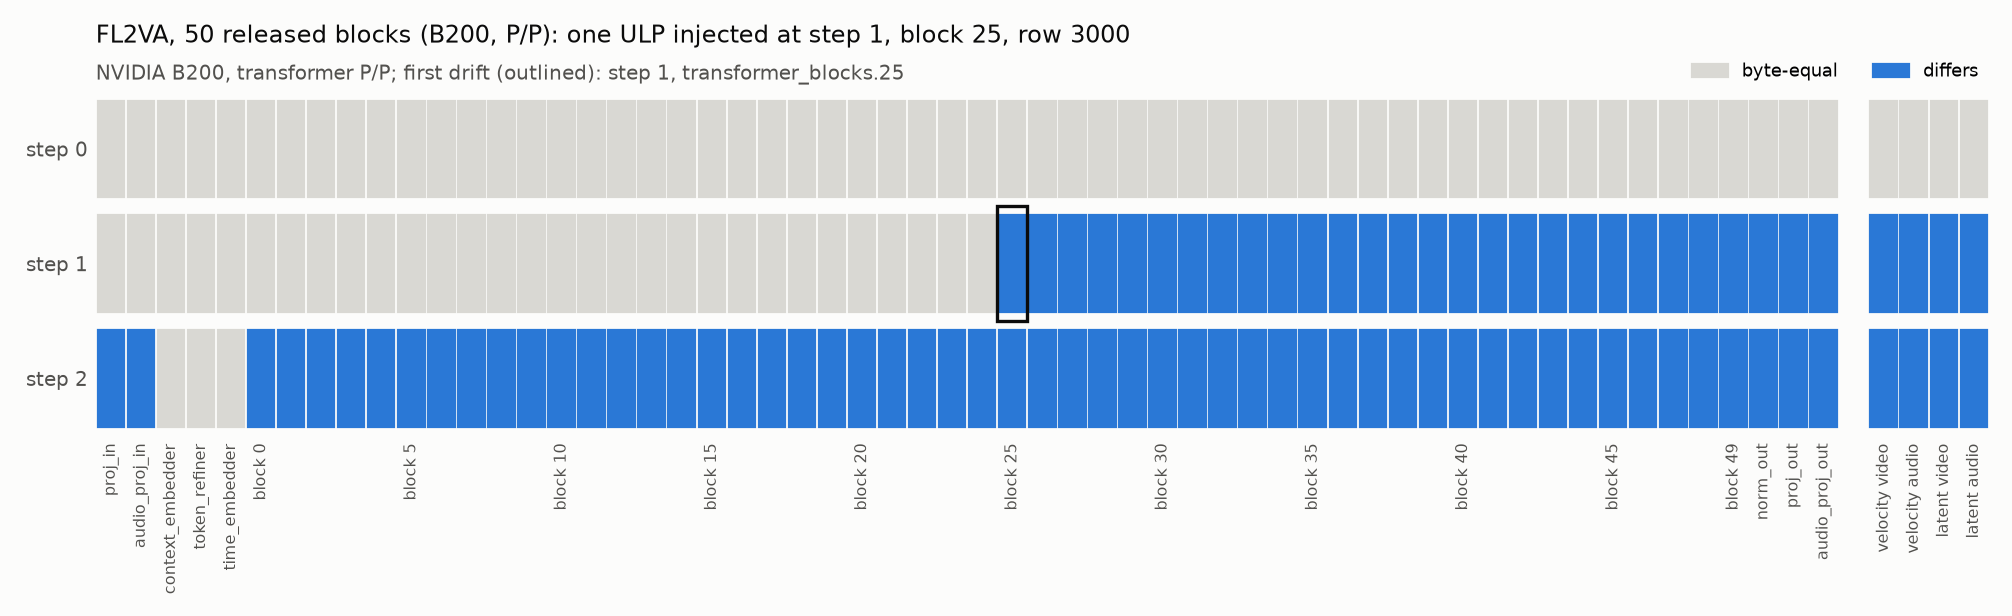 FL2VA, 50 released blocks (B200, P/P): one ULP injected at step 1, block 25, row 3000
NVIDIA B200, transformer P/P; first drift (outlined): step 1, transformer_blocks.25
byte-equal
differs
step 0
step 1
step 2
proj_in
audio_proj_in
context_embedder
token_refiner
time_embedder
block 0
block 5
block 10
block 15
block 20
block 25
block 30
block 35
block 40
block 45
block 49
norm_out
proj_out
audio_proj_out
velocity video
velocity audio
latent video
latent audio